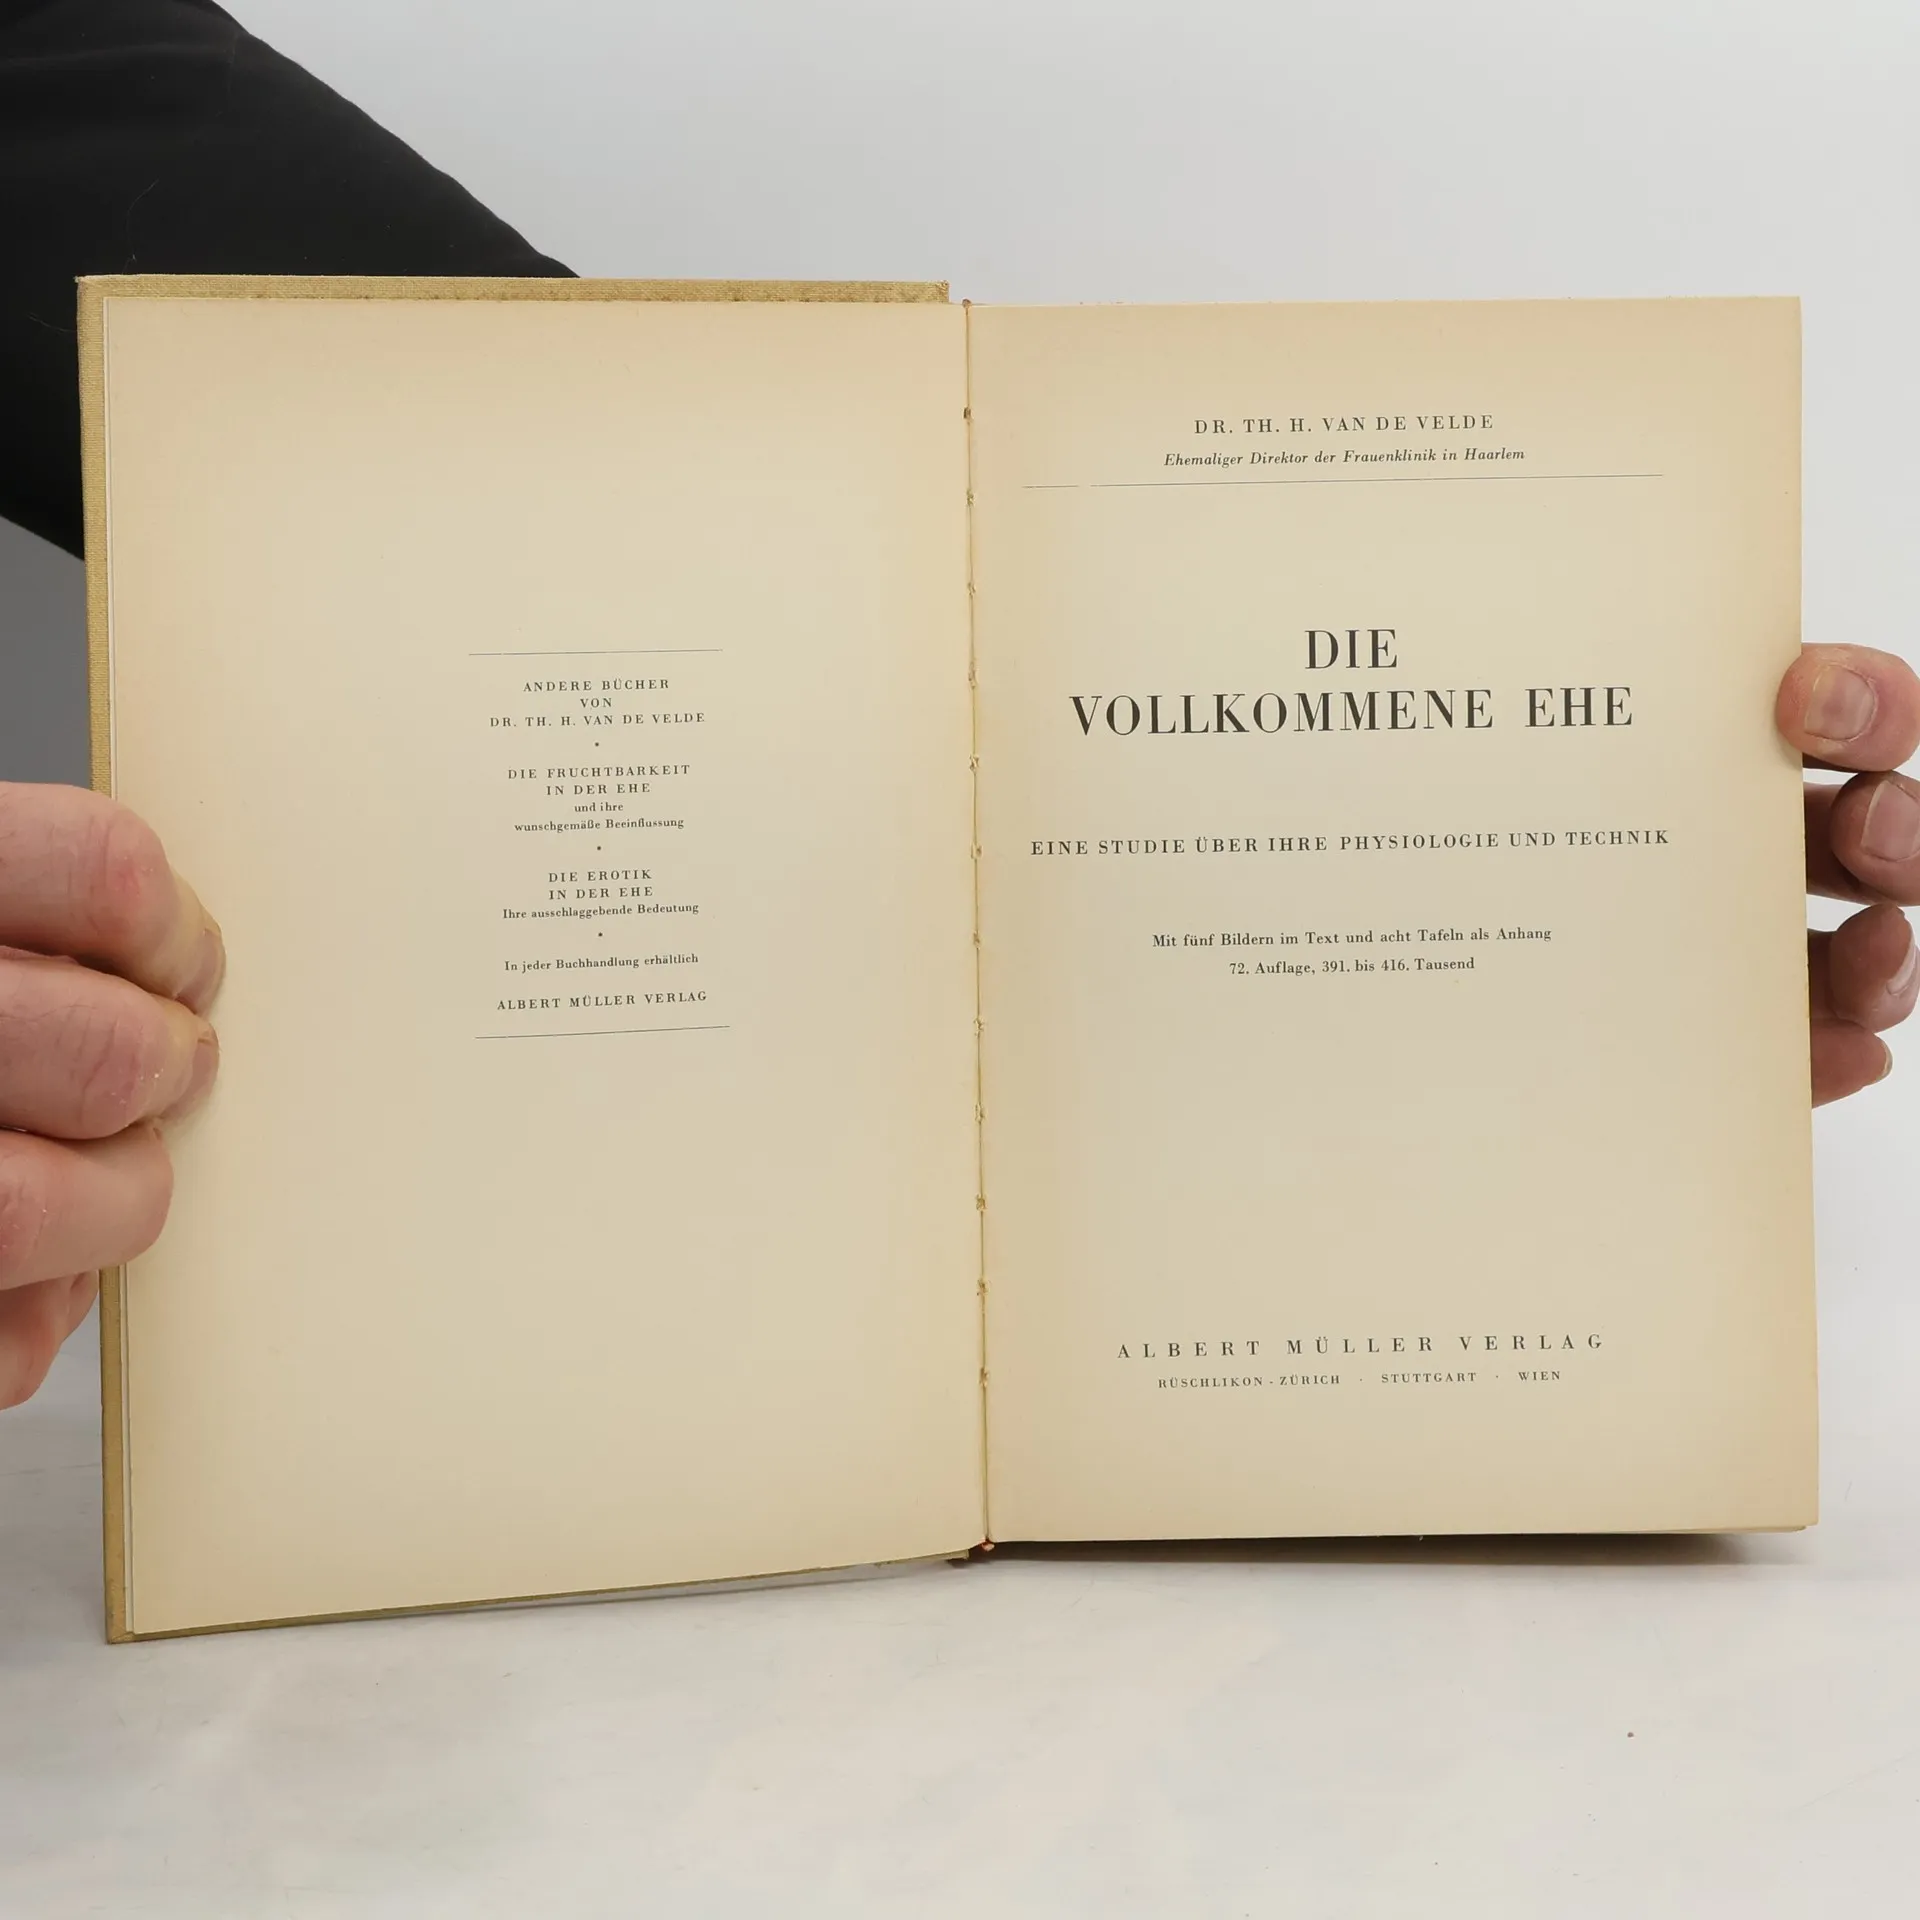 ANDERE BÜCHER
VON
DR. TH. H. VAN DE VELDE
•
DIE FRUCHTBARKEIT
IN DER EHE
und ihre
wunschgemäße Beeinflussung
•
DIE EROTIK
IN DER EHE
Ihre ausschlaggebende Bedeutung
•
In jeder Buchhandlung erhältlich
ALBERT MÜLLER VERLAG
DR. TH. H. VAN DE VELDE
Ehemaliger Direktor der Frauenklinik in Haarlem
DIE
VOLLKOMMENE EHE
EINE STUDIE ÜBER IHRE PHYSIOLOGIE UND TECHNIK
Mit fünf Bildern im Text und acht Tafeln als Anhang
72. Auflage, 391. bis 416. Tausend
ALBERT MÜLLER VERLAG
RÜSCHLIKON-ZÜRICH · STUTTGART · WIEN